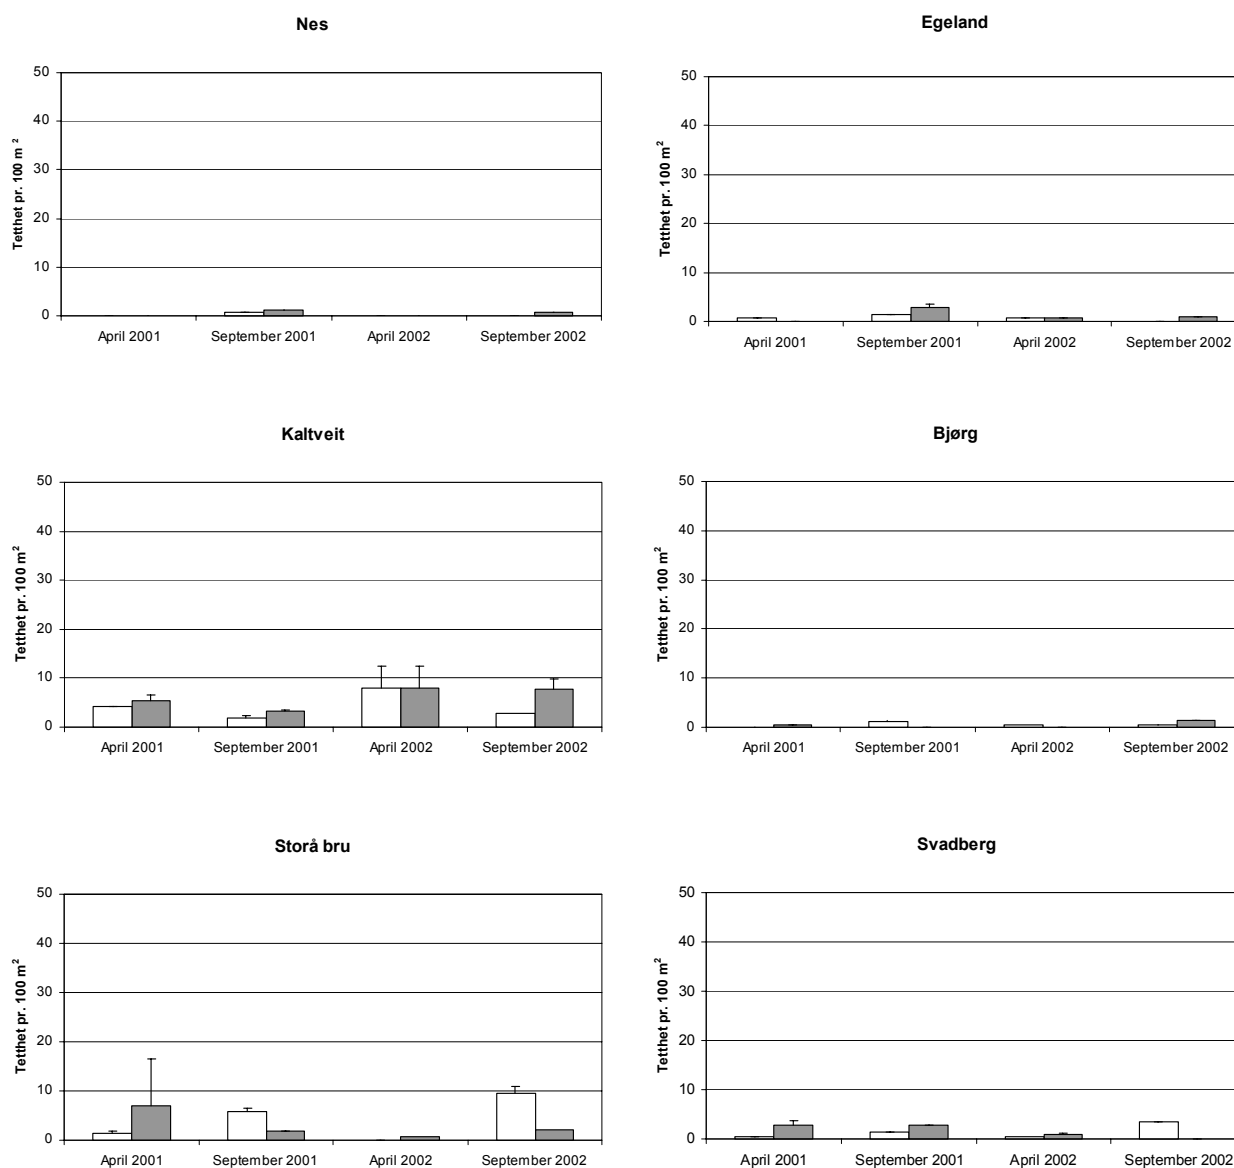 Nes
Tetthet pr. 100 m²
50
40
30
20
10
0
April 2001
September 2001
April 2002
September 2002
Egeland
Tetthet pr. 100 m²
50
40
30
20
10
0
April 2001
September 2001
April 2002
September 2002
Kaltveit
Tetthet pr. 100 m²
50
40
30
20
10
0
April 2001
September 2001
April 2002
September 2002
Bjørg
Tetthet pr. 100 m²
50
40
30
20
10
0
April 2001
September 2001
April 2002
September 2002
Storå bru
Tetthet pr. 100 m²
50
40
30
20
10
0
April 2001
September 2001
April 2002
September 2002
Svadberg
Tetthet pr. 100 m²
50
40
30
20
10
0
April 2001
September 2001
April 2002
September 2002